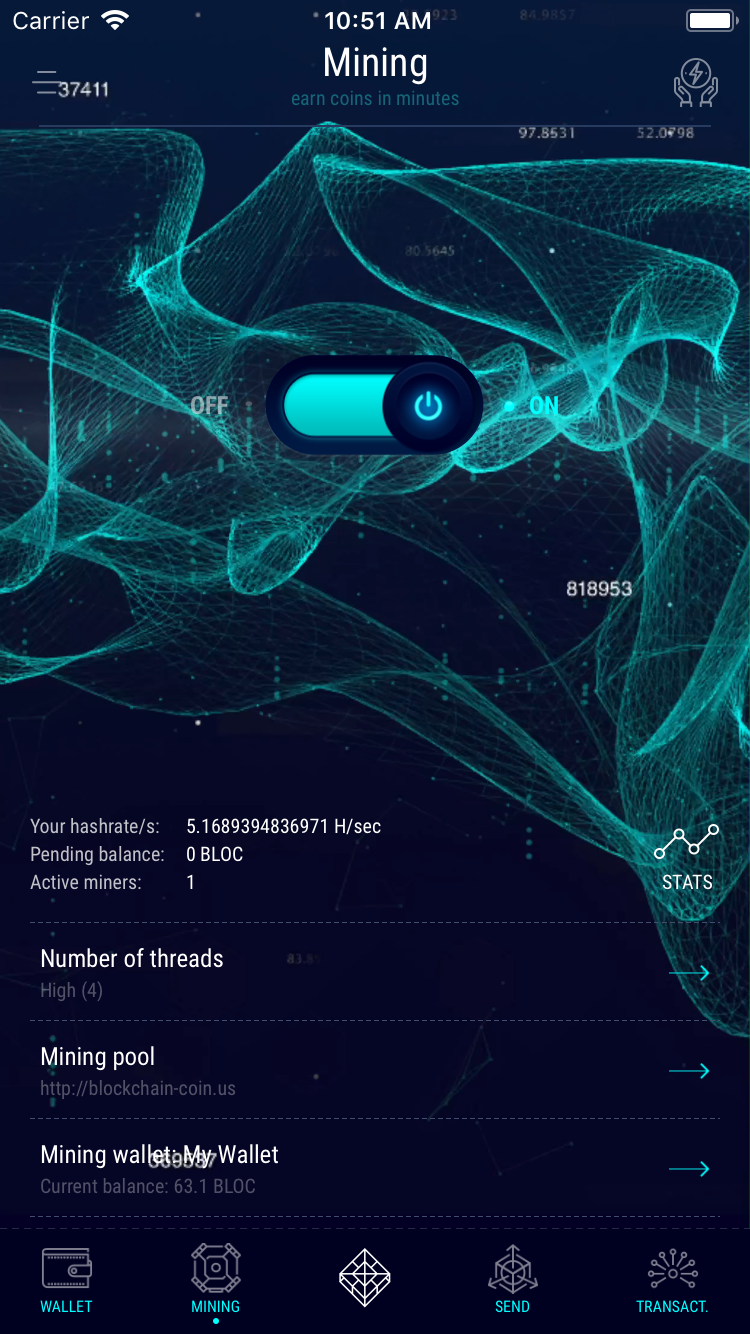 Carrier 10:51 AM
84.9857
Mining
37411
earn coins in minutes
97.8531 52.0798
80.5645
OFF ON
818953
Your hashrate/s: 5.1689394836971 H/sec
Pending balance: 0 BLOC
Active miners: 1
STATS
Number of threads
High (4)
Mining pool
http://blockchain-coin.us
Mining wallet: My Wallet
Current balance: 63.1 BLOC
WALLET MINING SEND TRANSACT.